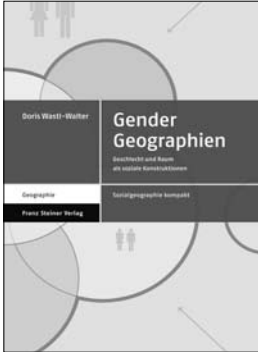 Doris Wastl-Walter
Gender
Geographien
Geschlecht und Raum
als soziale Konstruktionen
Geographie
Sozialgeographie kompakt
Franz Steiner Verlag